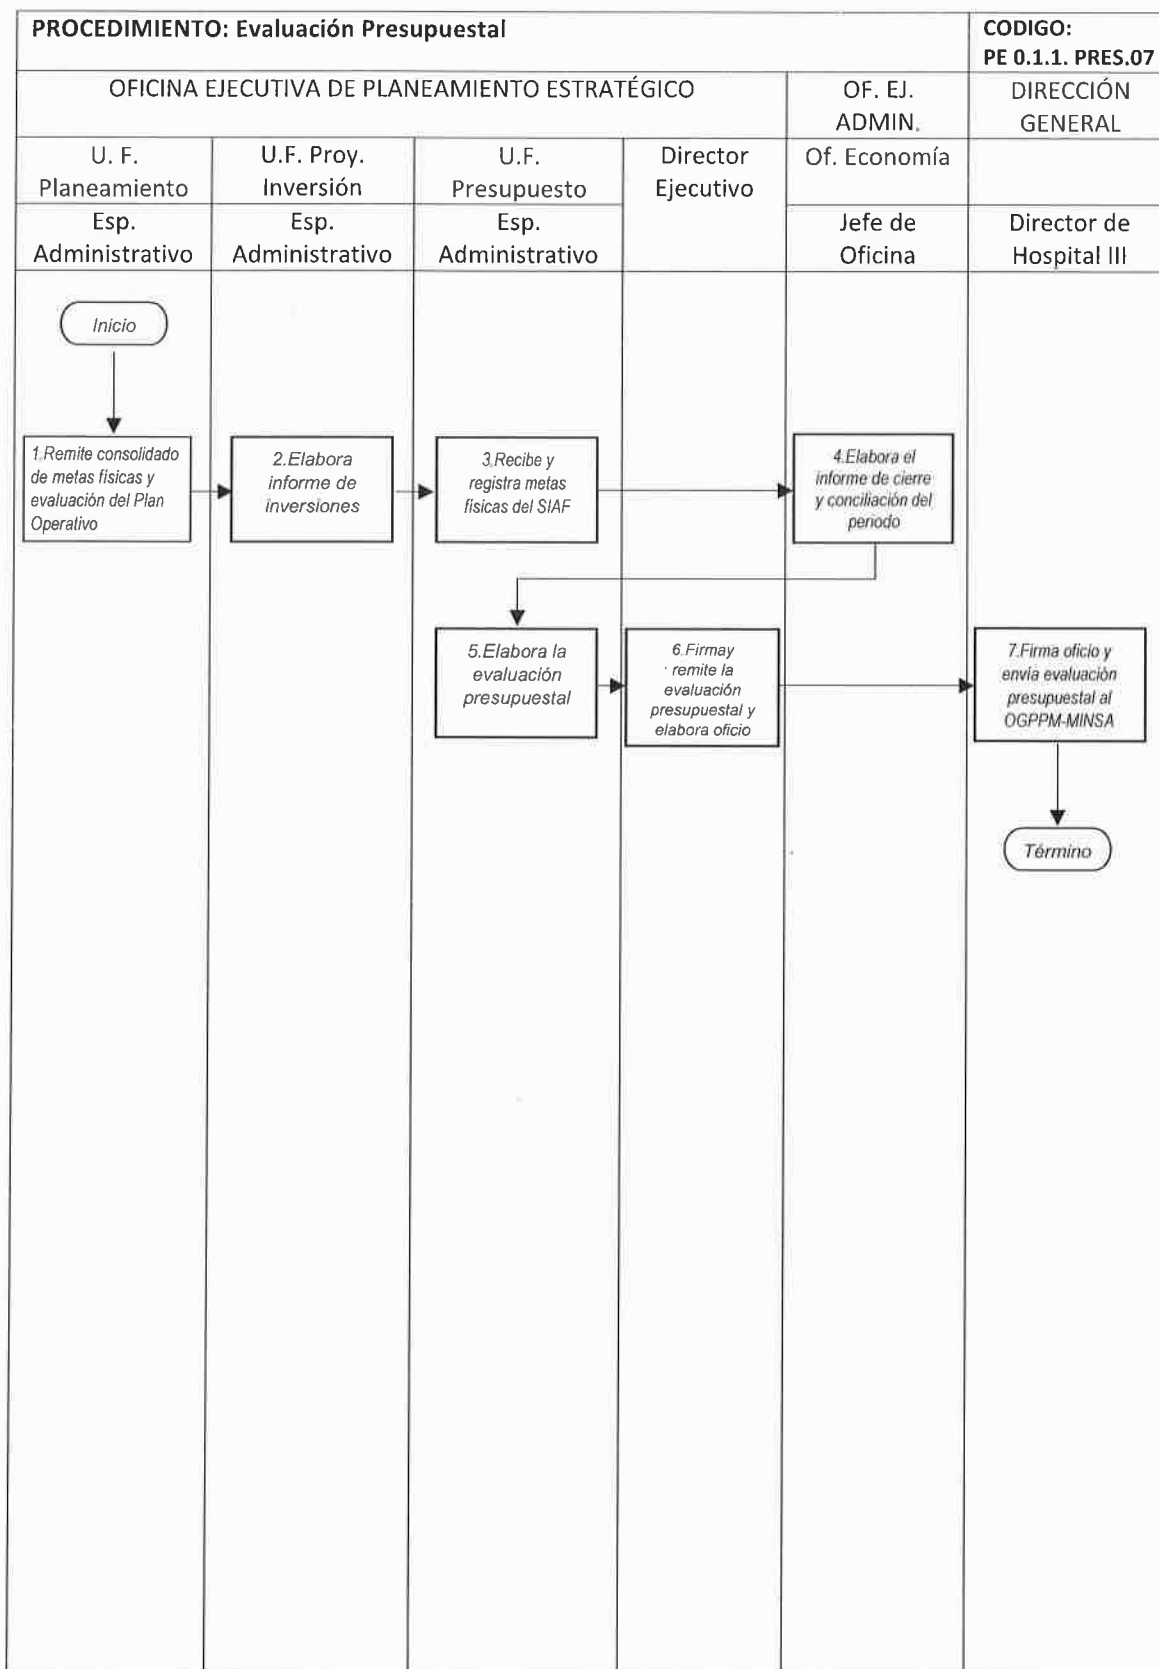 PROCEDIMIENTO: Evaluación Presupuestal
CODIGO:
PE 0.1.1. PRES.07
OFICINA EJECUTIVA DE PLANEAMIENTO ESTRATÉGICO
OF. EJ.
ADMIN.
DIRECCIÓN
GENERAL
U. F.
Planeamiento
U.F. Proy.
Inversión
U.F.
Presupuesto
Director
Ejecutivo
Of. Economía
Esp.
Administrativo
Esp.
Administrativo
Esp.
Administrativo
Jefe de
Oficina
Director de
Hospital III
Inicio
1.Remite consolidado
de metas físicas y
evaluación del Plan
Operativo
2.Elabora
informe de
inversiones
3.Recibe y
registra metas
físicas del SIAF
4.Elabora el
informe de cierre
y conciliación del
periodo
5.Elabora la
evaluación
presupuestal
6.Firmay
remite la
evaluación
presupuestal y
elabora oficio
7.Firma oficio y
envía evaluación
presupuestal al
OGPPM-MINSA
Término